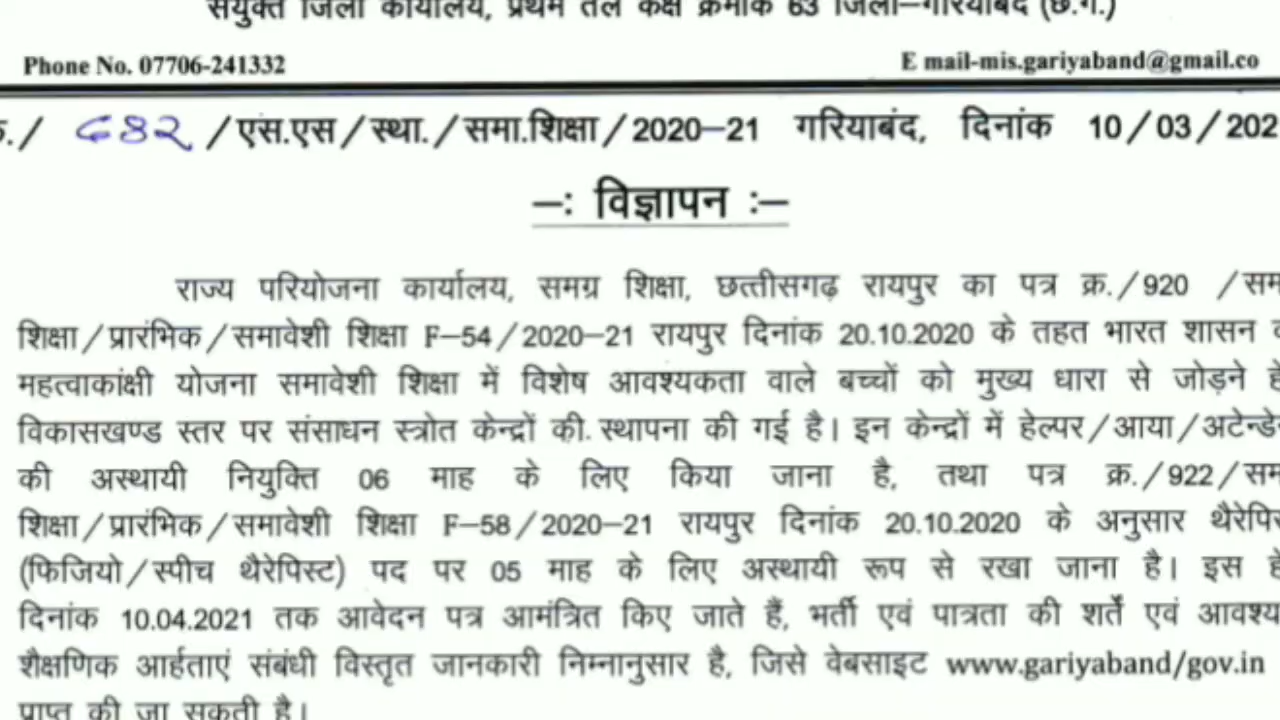 संयुक्त जिला कार्यालय, प्रथम तल कक्ष क्रमांक 63 जिला–गरियाबंद (छ.ग.)
Phone No. 07706-241332 E mail-mis.gariyaband@gmail.co
क./ 682 /एस.एस/स्था./समा.शिक्षा/2020–21 गरियाबंद, दिनांक 10/03/202
–: विज्ञापन :–
राज्य परियोजना कार्यालय, समग्र शिक्षा, छत्तीसगढ़ रायपुर का पत्र क्र./920 /सम
शिक्षा/प्रारंभिक/समावेशी शिक्षा F–54/2020–21 रायपुर दिनांक 20.10.2020 के तहत भारत शासन
महत्वाकांक्षी योजना समावेशी शिक्षा में विशेष आवश्यकता वाले बच्चों को मुख्य धारा से जोड़ने हे
विकासखण्ड स्तर पर संसाधन स्त्रोत केन्द्रों की. स्थापना की गई है। इन केन्द्रों में हेल्पर/आया/अटेन्डे
की अस्थायी नियुक्ति 06 माह के लिए किया जाना है, तथा पत्र क्र./922/सम
शिक्षा/प्रारंभिक/समावेशी शिक्षा F–58/2020–21 रायपुर दिनांक 20.10.2020 के अनुसार थैरेपि
(फिजियो/स्पीच थैरेपिस्ट) पद पर 05 माह के लिए अस्थायी रूप से रखा जाना है। इस हे
दिनांक 10.04.2021 तक आवेदन पत्र आमंत्रित किए जाते हैं, भर्ती एवं पात्रता की शर्तें एवं आवश्य
शैक्षणिक आर्हताएं संबंधी विस्तृत जानकारी निम्नानुसार है, जिसे वेबसाइट www.gariyaband/gov.in
प्राप्त की जा सकती है।